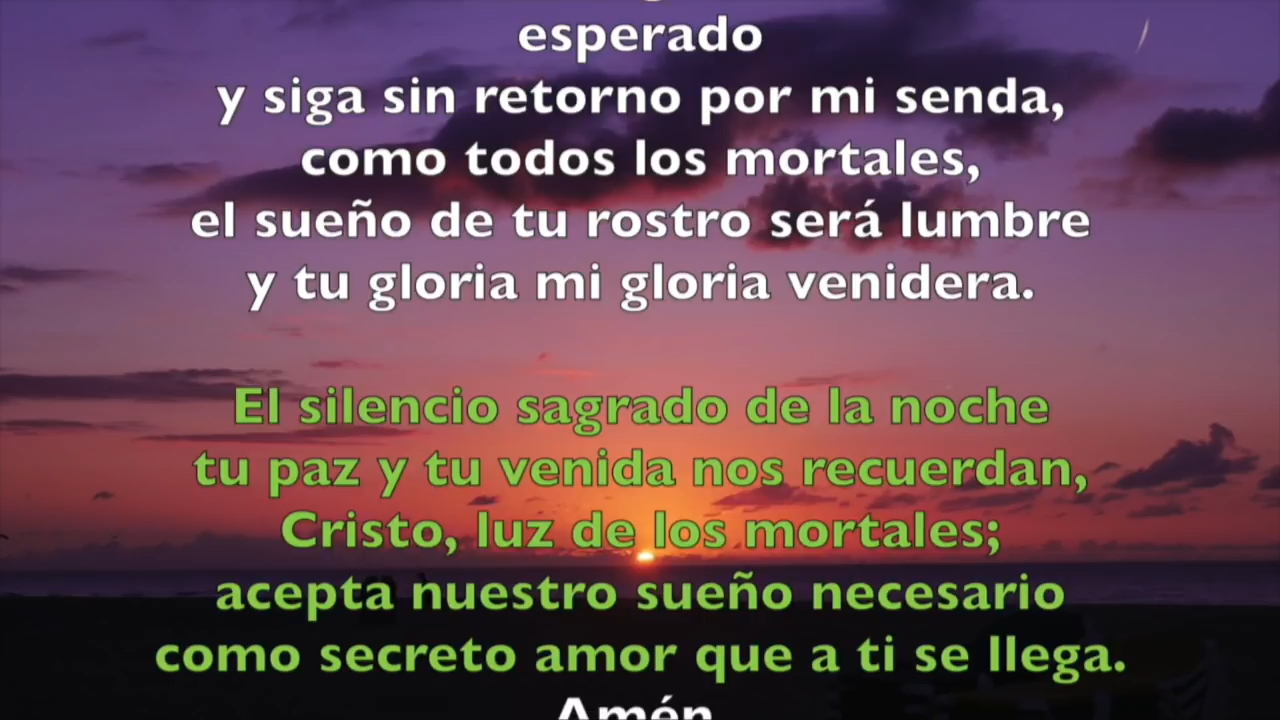 esperado
y siga sin retorno por mi senda,
como todos los mortales,
el sueño de tu rostro será lumbre
y tu gloria mi gloria venidera.
El silencio sagrado de la noche
tu paz y tu venida nos recuerdan,
Cristo, luz de los mortales;
acepta nuestro sueño necesario
como secreto amor que a ti se llega.
Amén